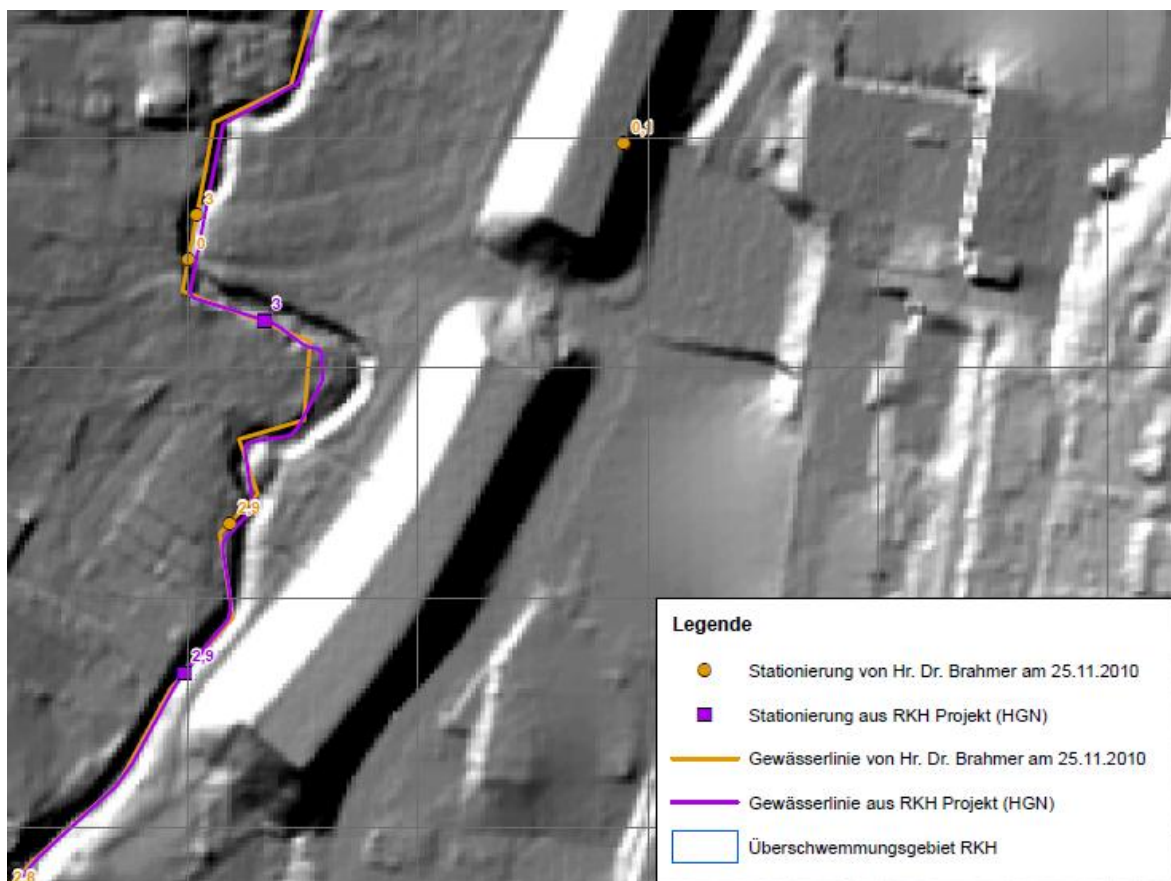 0,1
3
0
3
2,9
2,9
2,8
Legende
Stationierung von Hr. Dr. Brahmer am 25.11.2010
Stationierung aus RKH Projekt (HGN)
Gewässerlinie von Hr. Dr. Brahmer am 25.11.2010
Gewässerlinie aus RKH Projekt (HGN)
Überschwemmungsgebiet RKH